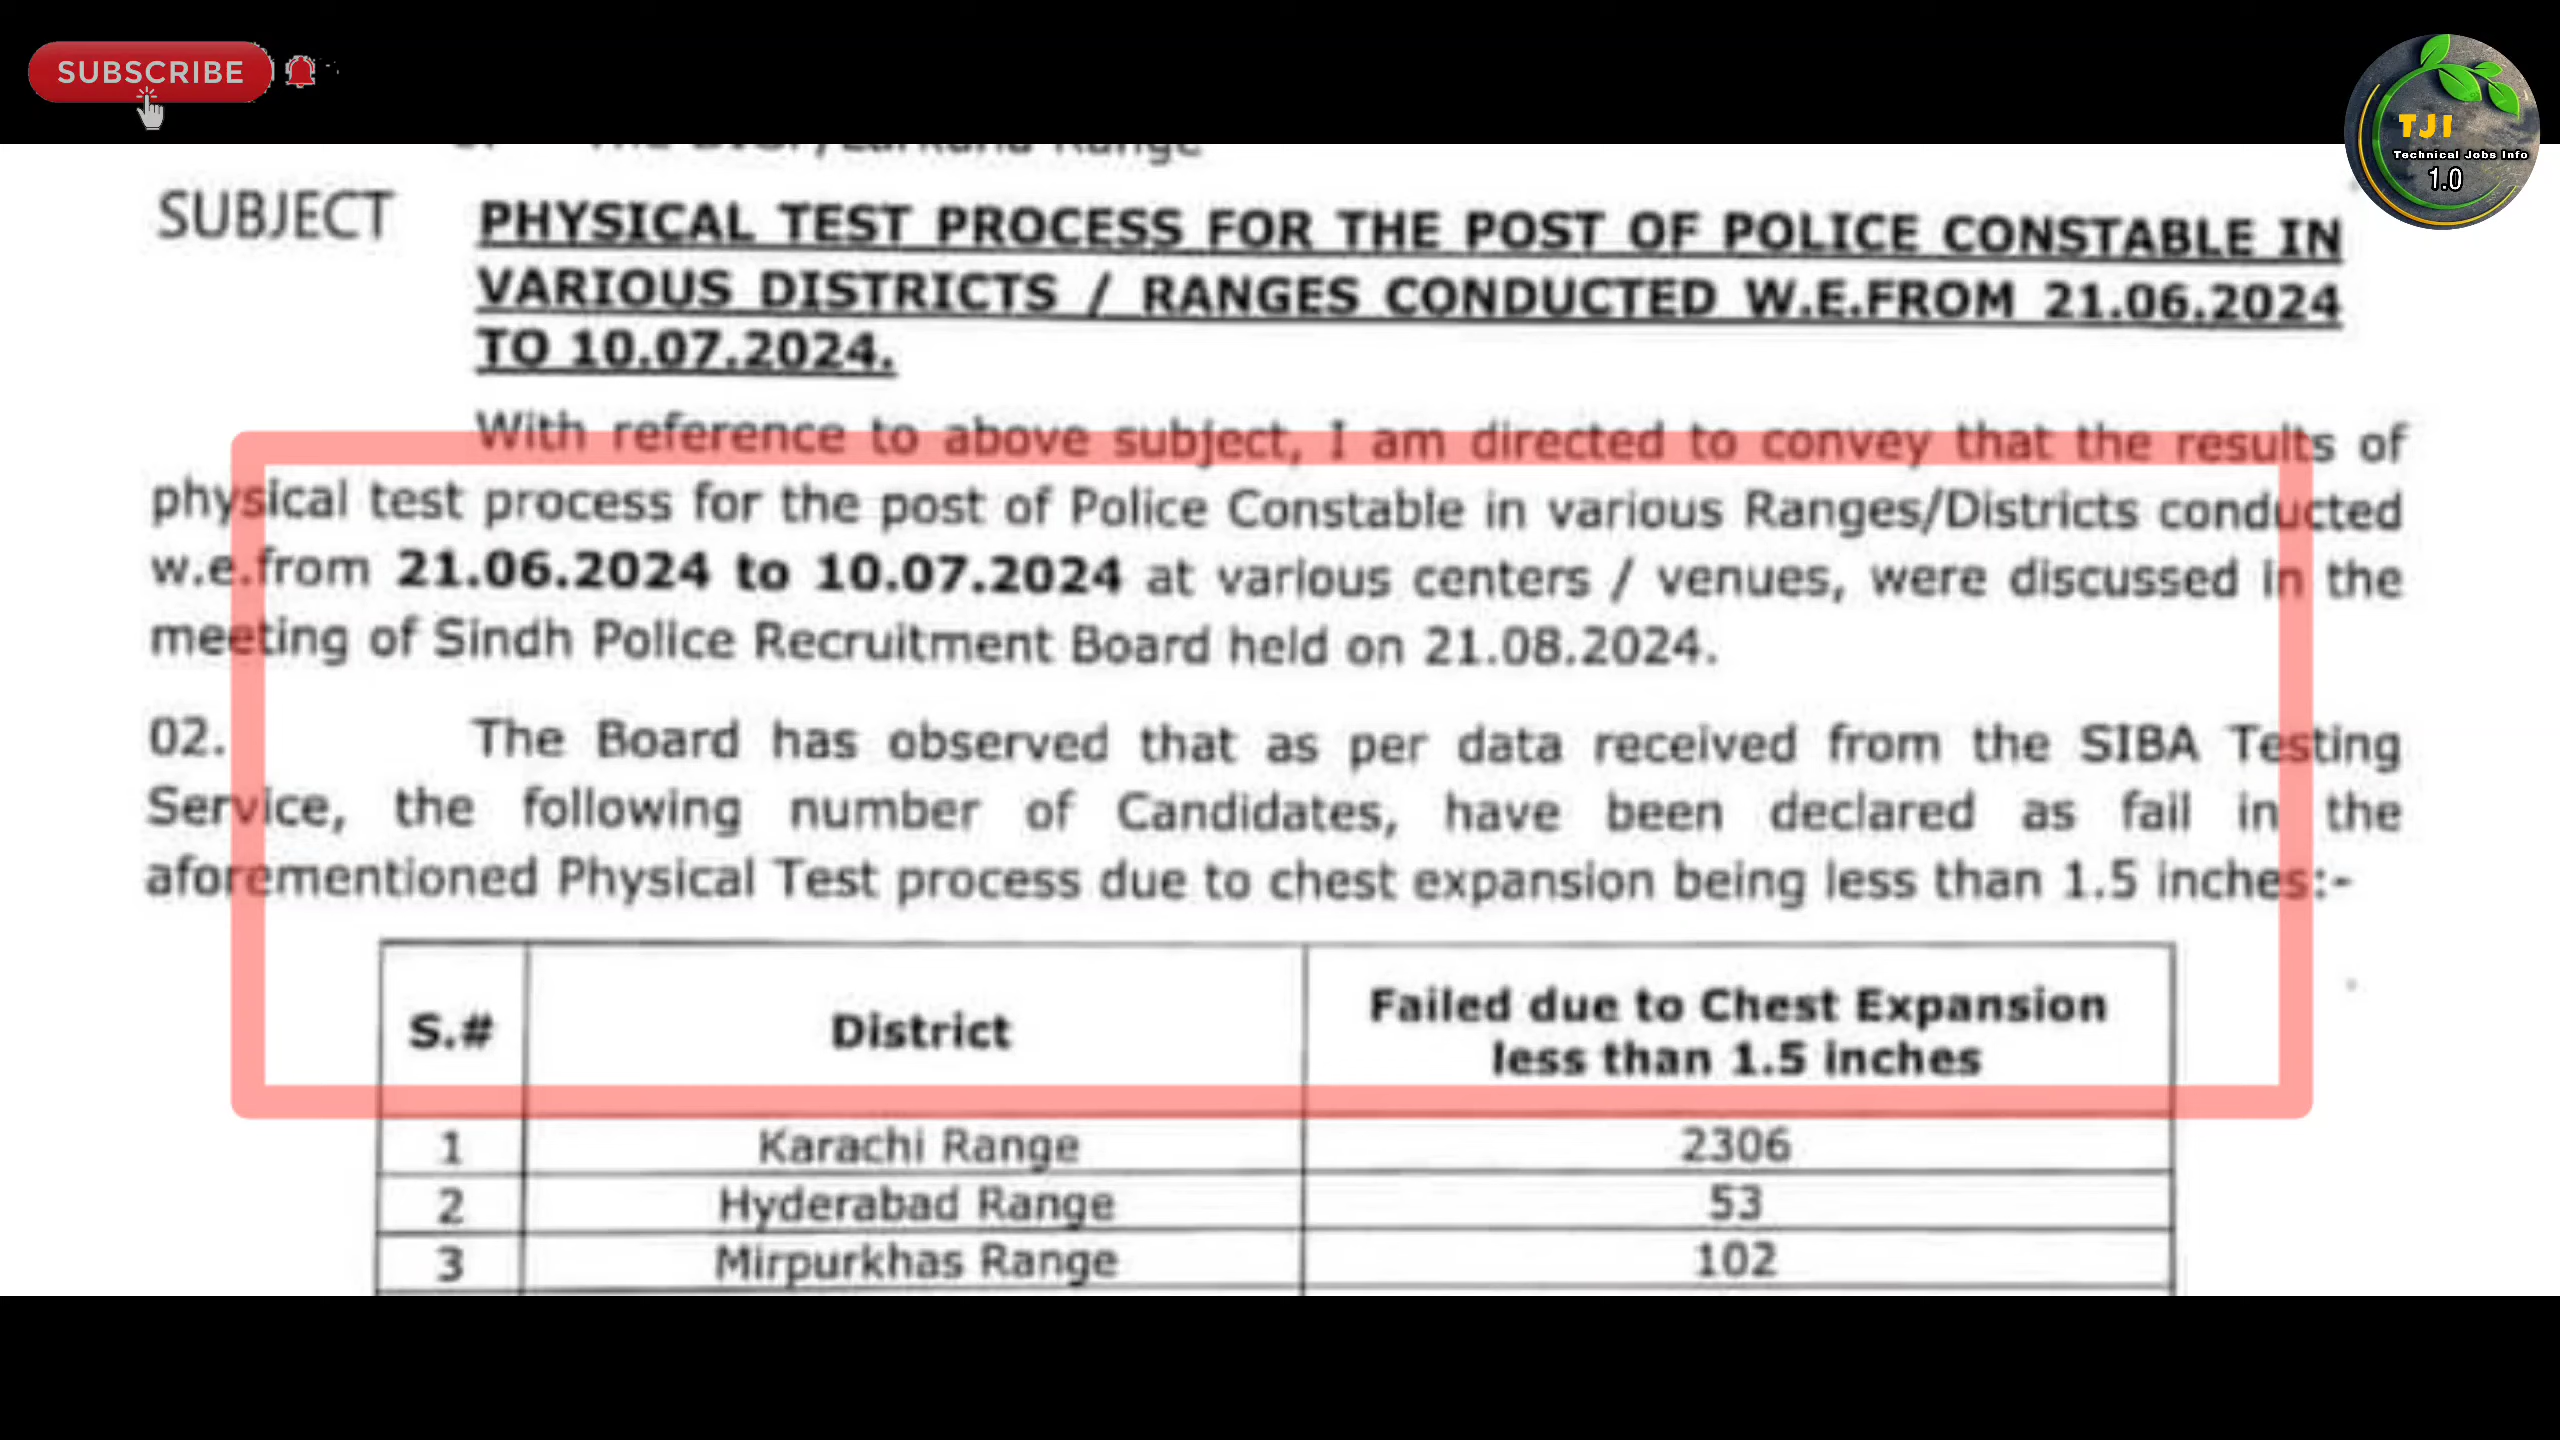 SUBSCRIBE
TJI
Technical Jobs Info
1.0
Range
SUBJECT PHYSICAL TEST PROCESS FOR THE POST OF POLICE CONSTABLE IN
VARIOUS DISTRICTS / RANGES CONDUCTED W.E.FROM 21.06.2024
TO 10.07.2024.
With reference to above subject, I am directed to convey that the results of
physical test process for the post of Police Constable in various Ranges/Districts conducted
w.e.from 21.06.2024 to 10.07.2024 at various centers / venues, were discussed in the
meeting of Sindh Police Recruitment Board held on 21.08.2024.
02. The Board has observed that as per data received from the SIBA Testing
Service, the following number of Candidates, have been declared as fail in the
aforementioned Physical Test process due to chest expansion being less than 1.5 inches:-
S.# District Failed due to Chest Expansion
less than 1.5 inches
1 Karachi Range 2306
2 Hyderabad Range 53
3 Mirpurkhas Range 102